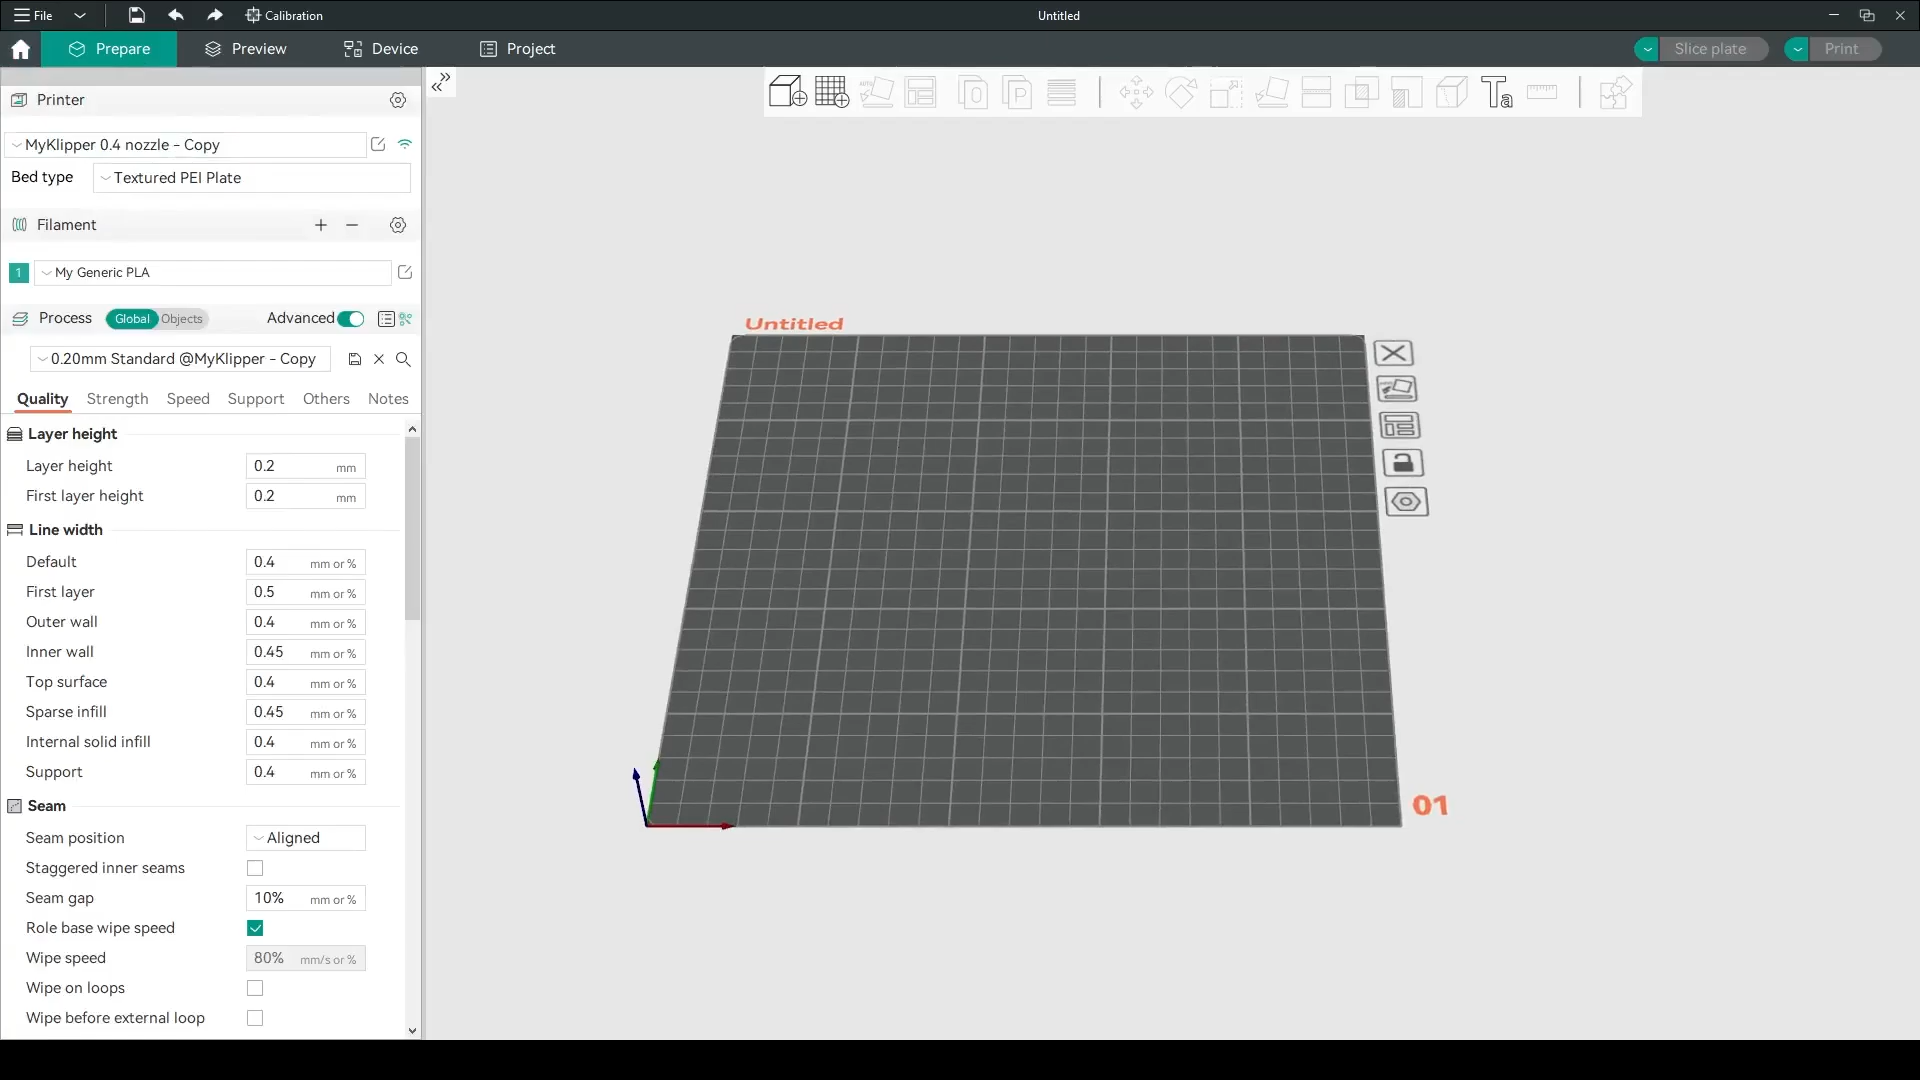 File
Calibration
Untitled
Prepare
Preview
Device
Project
Slice plate
Print
Printer
MyKlipper 0.4 nozzle - Copy
Bed type
Textured PEI Plate
Filament
1
My Generic PLA
Process
Global
Objects
Advanced
0.20mm Standard @MyKlipper - Copy
Quality
Strength
Speed
Support
Others
Notes
Layer height
Layer height 0.2 mm
First layer height 0.2 mm
Line width
Default 0.4 mm or %
First layer 0.5 mm or %
Outer wall 0.4 mm or %
Inner wall 0.45 mm or %
Top surface 0.4 mm or %
Sparse infill 0.45 mm or %
Internal solid infill 0.4 mm or %
Support 0.4 mm or %
Seam
Seam position Aligned
Staggered inner seams
Seam gap 10% mm or %
Role base wipe speed
Wipe speed 80% mm/s or %
Wipe on loops
Wipe before external loop
Untitled
01